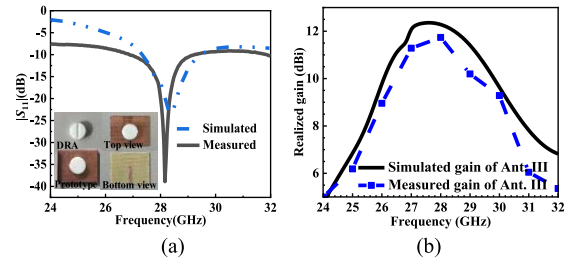 (a)
|S₁₁|(dB)
0
-5
-10
-15
-20
-25
-30
-35
-40
Simulated
Measured
DRA
Top view
Prototype
Bottom view
24
26
28
30
32
Frequency(GHz)
(a)
(b)
Realized gain (dBi)
12
10
8
6
Simulated gain of Ant. III
Measured gain of Ant. III
24
25
26
27
28
29
30
31
32
Frequency (GHz)
(b)